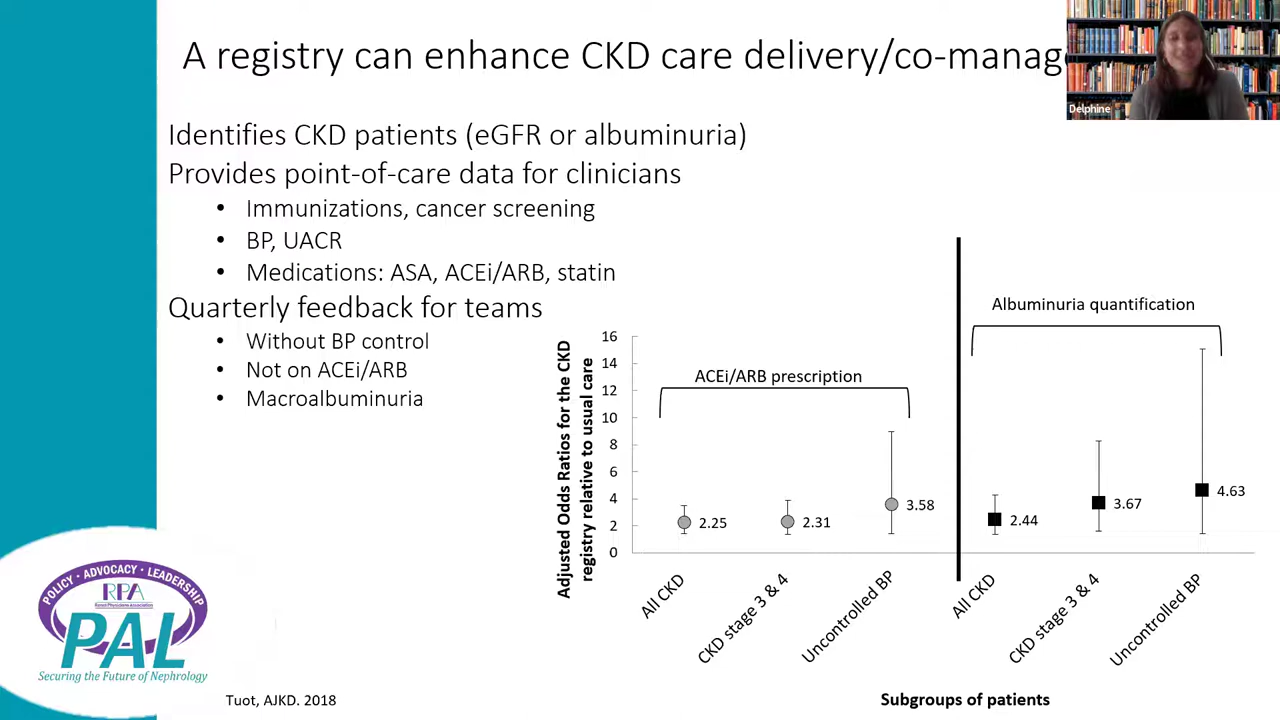 A registry can enhance CKD care delivery/co-manag
Delphine
Identifies CKD patients (eGFR or albuminuria)
Provides point-of-care data for clinicians
• Immunizations, cancer screening
• BP, UACR
• Medications: ASA, ACEi/ARB, statin
Quarterly feedback for teams
• Without BP control
• Not on ACEi/ARB
• Macroalbuminuria
Adjusted Odds Ratios for the CKD
registry relative to usual care
16
14
12
10
8
6
4
2
0
ACEi/ARB prescription
2.25
2.31
3.58
Albuminuria quantification
2.44
3.67
4.63
All CKD
CKD stage 3 & 4
Uncontrolled BP
All CKD
CKD stage 3 & 4
Uncontrolled BP
Subgroups of patients
POLICY · ADVOCACY · LEADERSHIP
RPA
Renal Physicians Association
PAL
Securing the Future of Nephrology
Tuot, AJKD. 2018